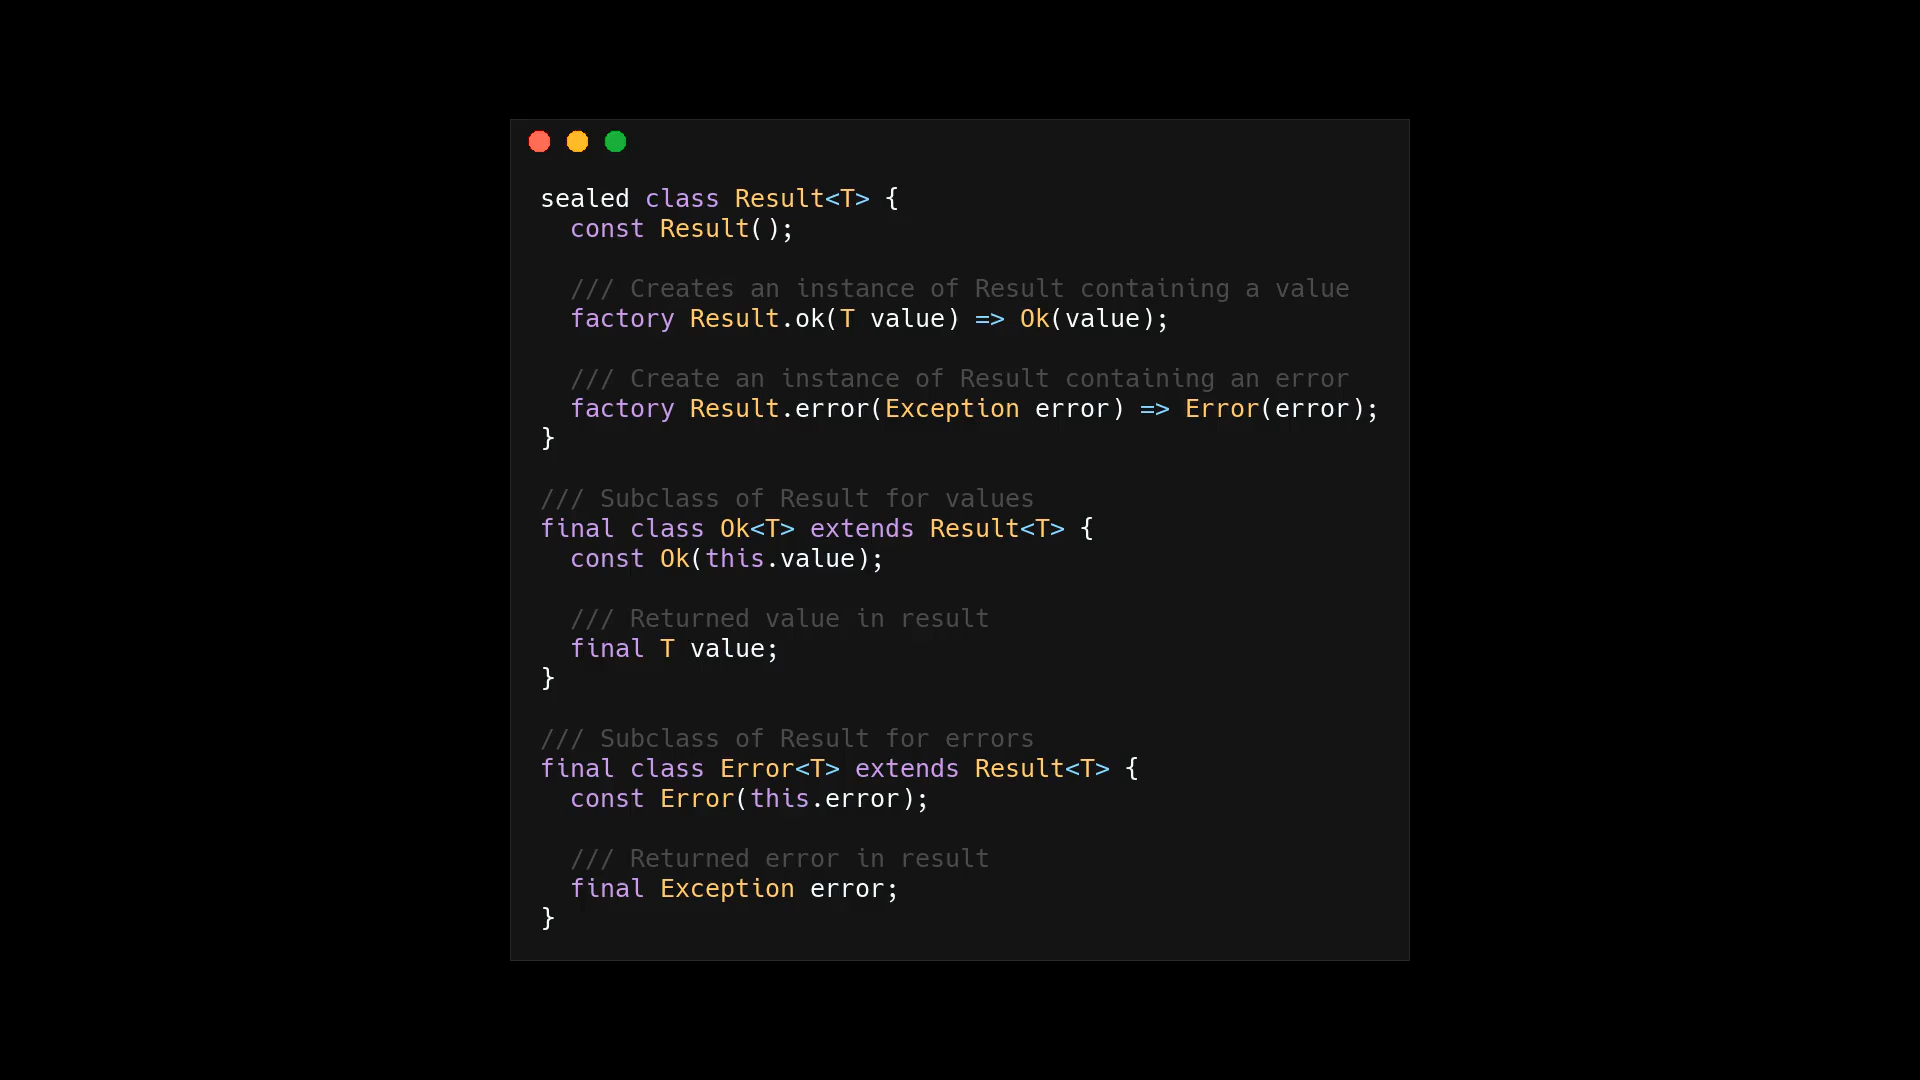 sealed class Result<T> {
  const Result();

  /// Creates an instance of Result containing a value
  factory Result.ok(T value) => Ok(value);

  /// Create an instance of Result containing an error
  factory Result.error(Exception error) => Error(error);
}

/// Subclass of Result for values
final class Ok<T> extends Result<T> {
  const Ok(this.value);

  /// Returned value in result
  final T value;
}

/// Subclass of Result for errors
final class Error<T> extends Result<T> {
  const Error(this.error);

  /// Returned error in result
  final Exception error;
}